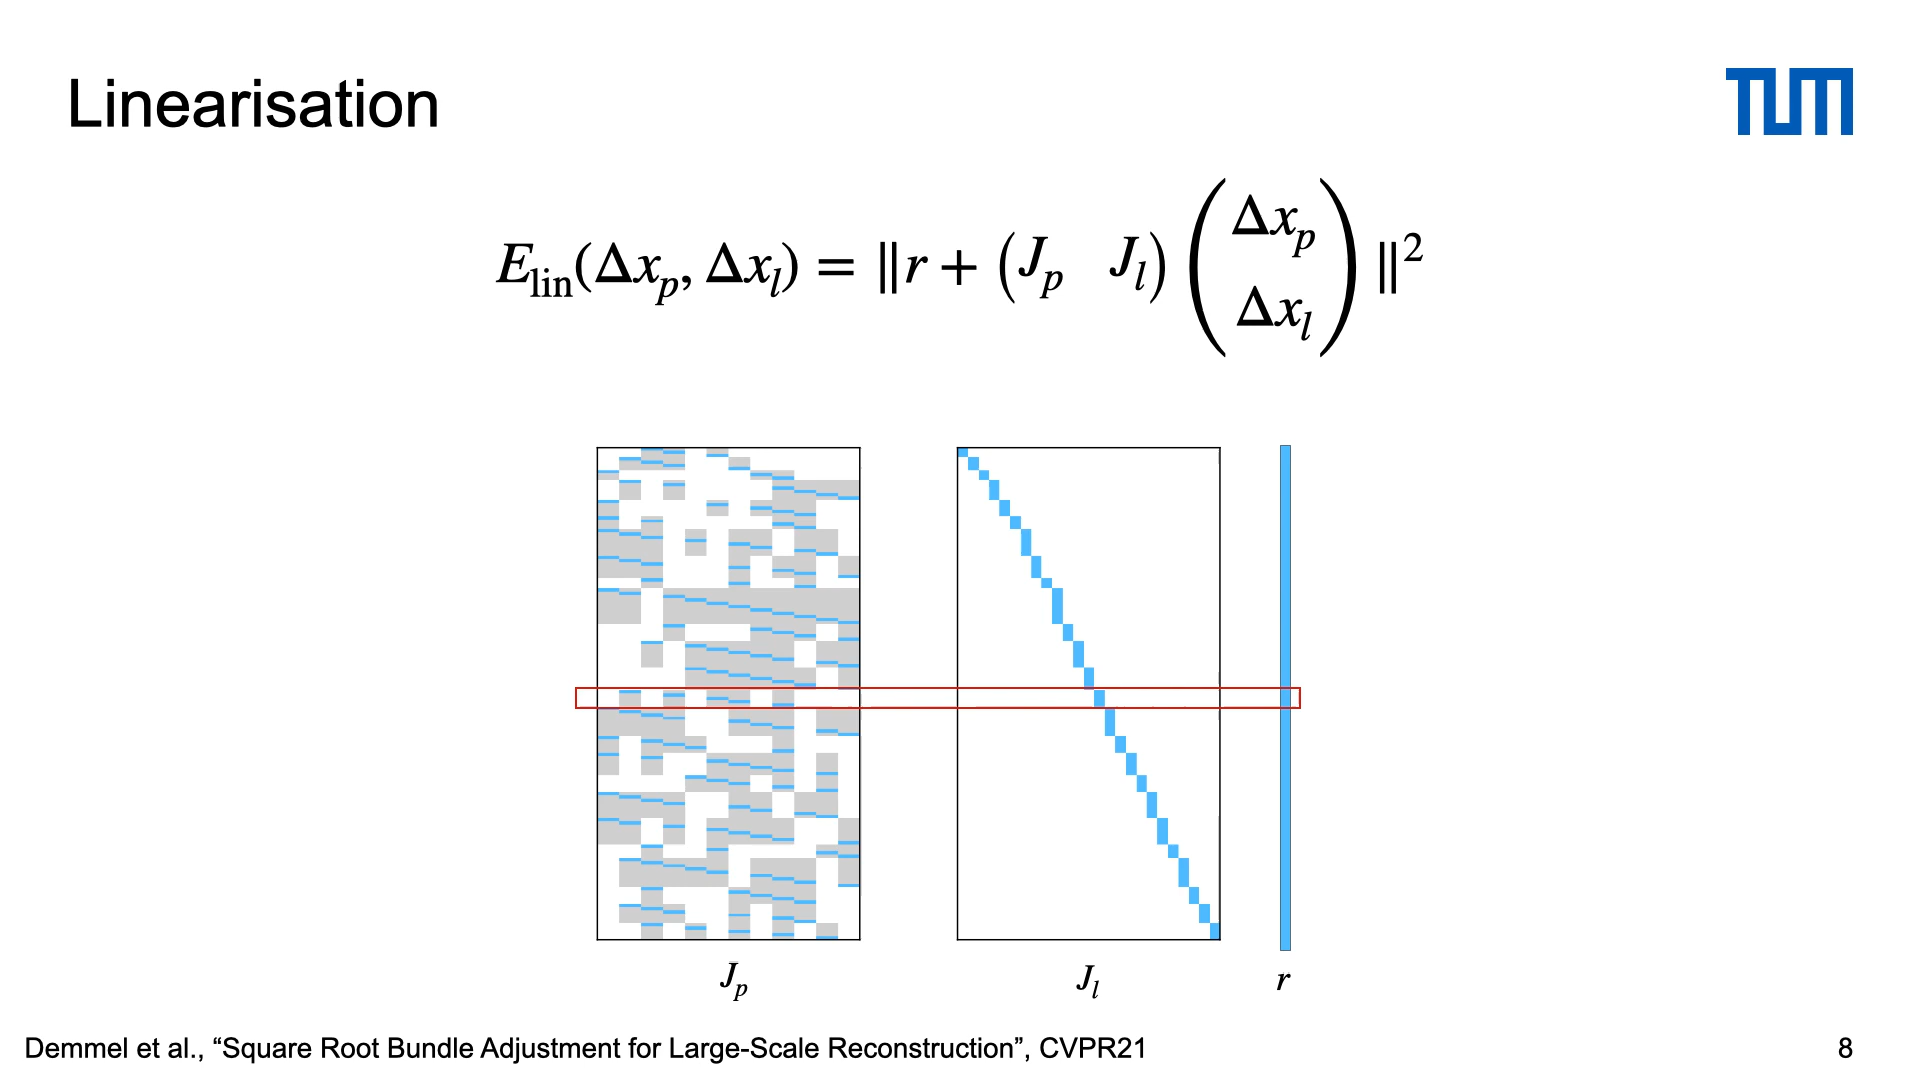 Linearisation
TUM
E_lin(Δx_p, Δx_l) = ‖r + (J_p J_l) (Δx_p Δx_l)‖²
J_p J_l r
Demmel et al., “Square Root Bundle Adjustment for Large-Scale Reconstruction”, CVPR21
8